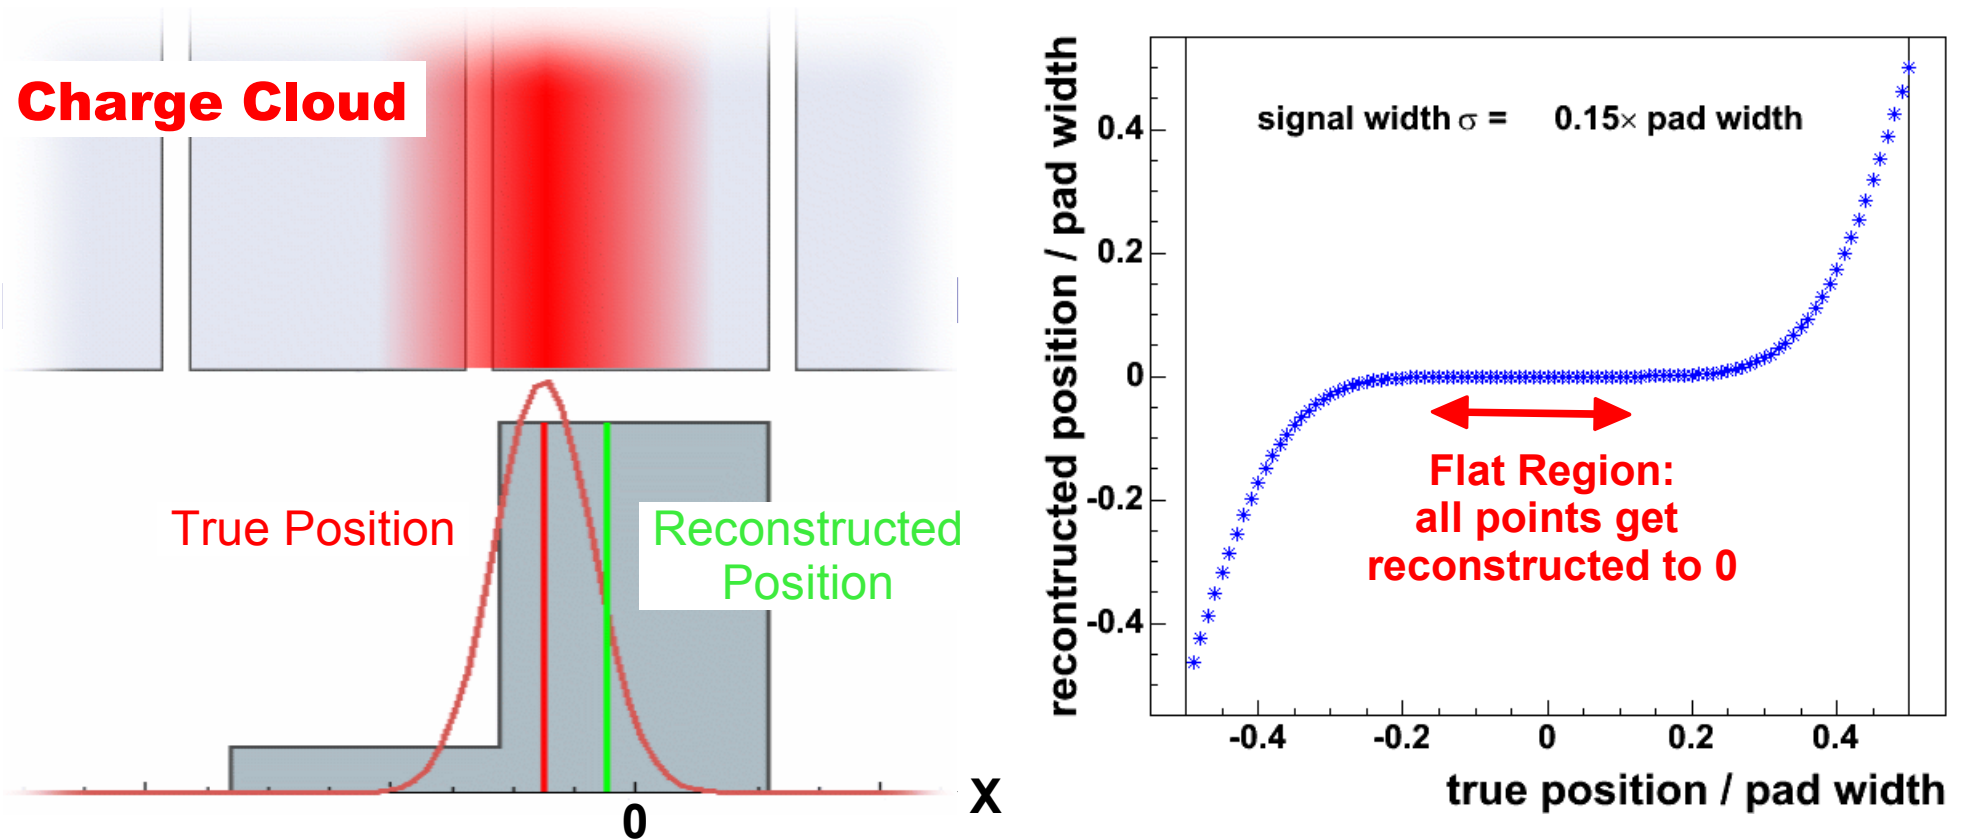 Charge Cloud
True Position
Reconstructed
Position
0
X
recontructed position / pad width
0.4
0.2
0
-0.2
-0.4
signal width σ = 0.15× pad width
Flat Region:
all points get
reconstructed to 0
-0.4 -0.2 0 0.2 0.4
true position / pad width